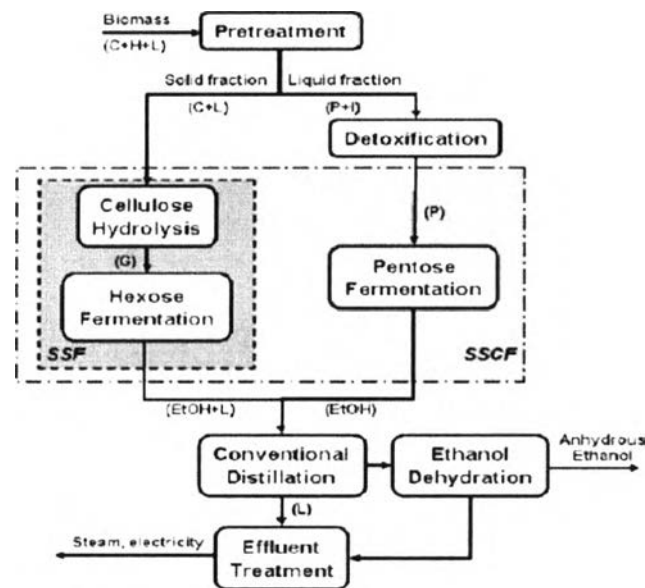 Biomass
(C+H+L)
Pretreatment
Solid fraction
Liquid fraction
(C+L)
(P+I)
Detoxification
Cellulose
Hydrolysis
(P)
(G)
Hexose
Fermentation
Pentose
Fermentation
SSF
SSCF
(EtOH+L)
(EtOH)
Conventional
Distillation
Ethanol
Dehydration
Anhydrous
Ethanol
(L)
Steam, electricity
Effluent
Treatment